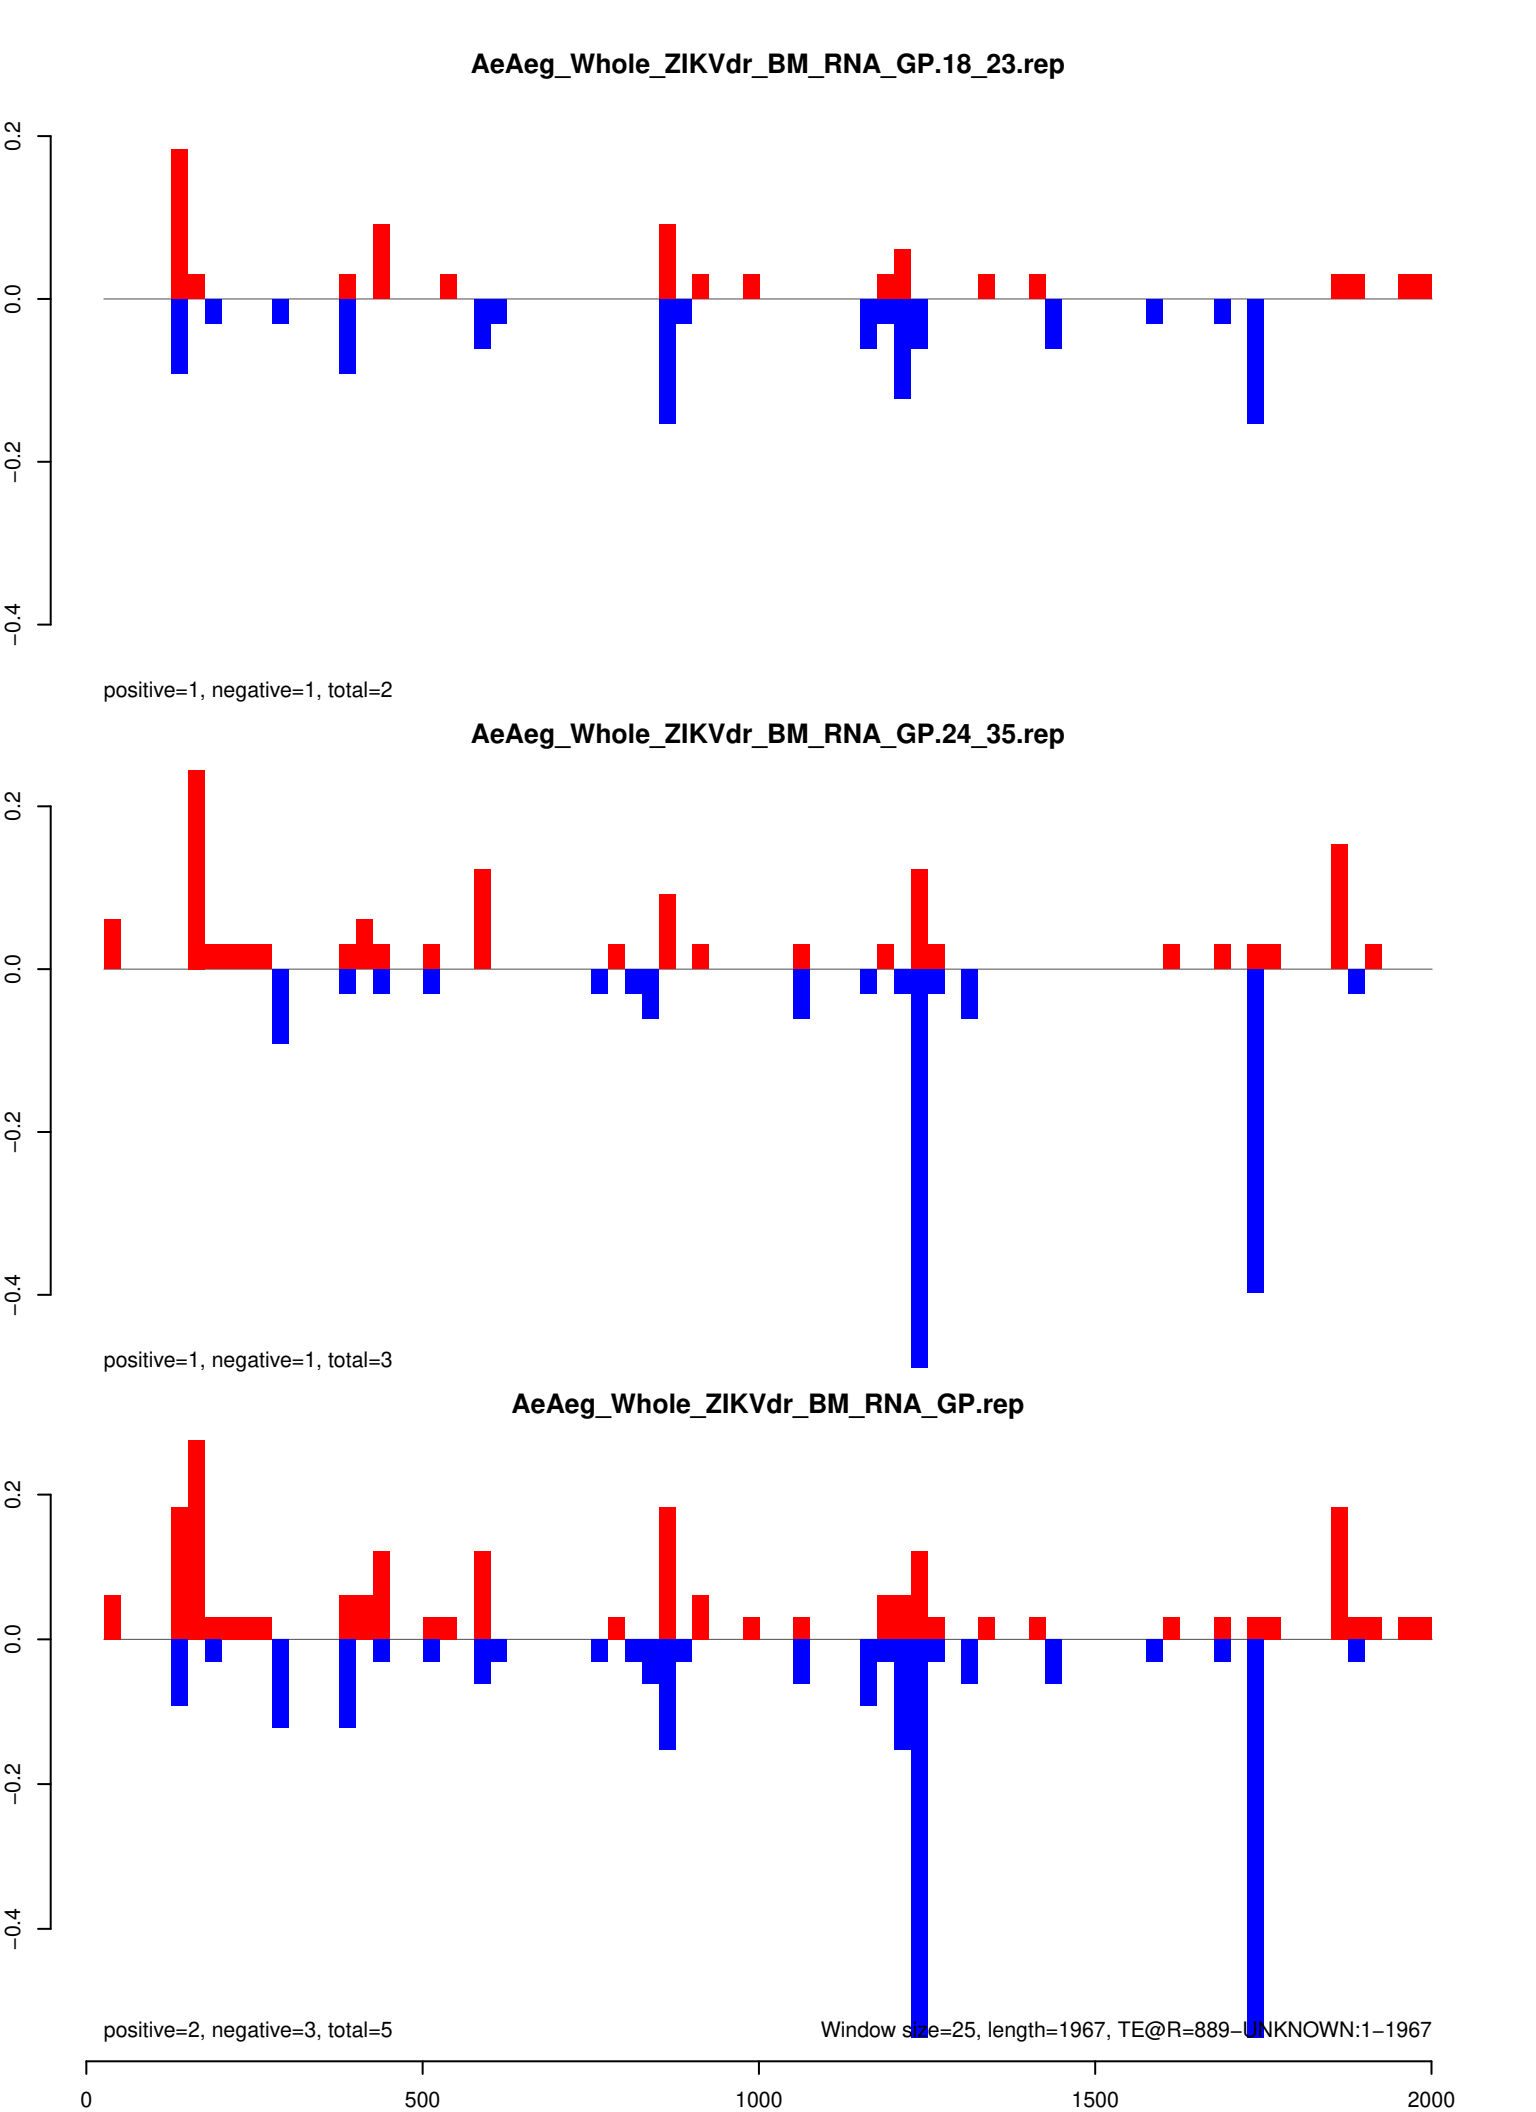 AeAeg_Whole_ZIKVdr_BM_RNA_GP.18_23.rep
0.2
0.0
−0.2
−0.4
positive=1, negative=1, total=2
AeAeg_Whole_ZIKVdr_BM_RNA_GP.24_35.rep
0.2
0.0
−0.2
−0.4
positive=1, negative=1, total=3
AeAeg_Whole_ZIKVdr_BM_RNA_GP.rep
0.2
0.0
−0.2
−0.4
positive=2, negative=3, total=5
Window size=25, length=1967, TE@R=889−UNKNOWN:1−1967
0 500 1000 1500 2000